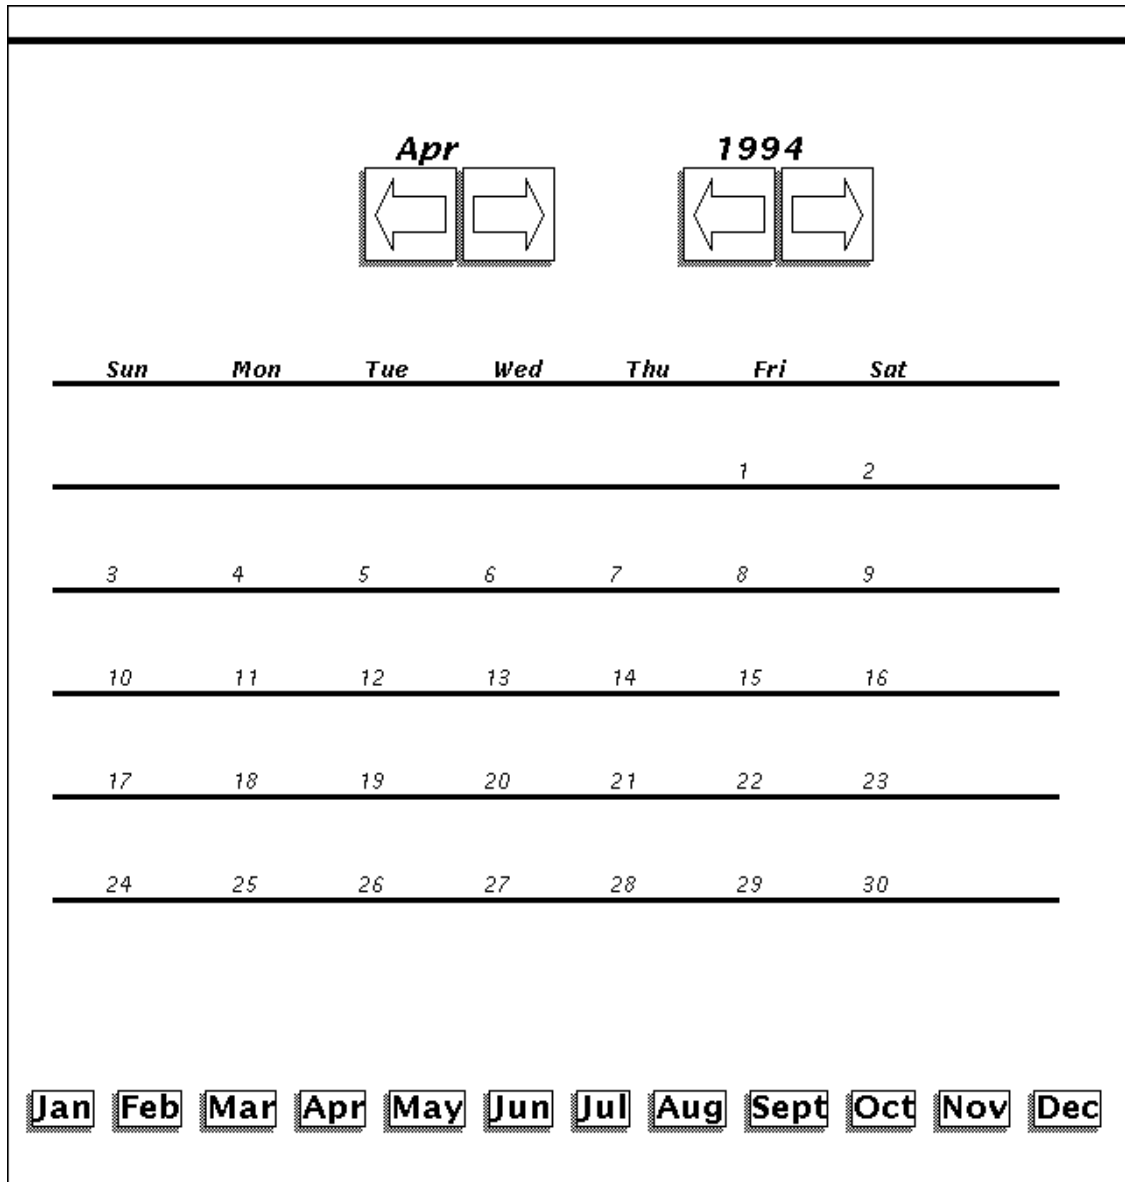 Apr 1994
Sun Mon Tue Wed Thu Fri Sat
1 2
3 4 5 6 7 8 9
10 11 12 13 14 15 16
17 18 19 20 21 22 23
24 25 26 27 28 29 30
Jan Feb Mar Apr May Jun Jul Aug Sept Oct Nov Dec